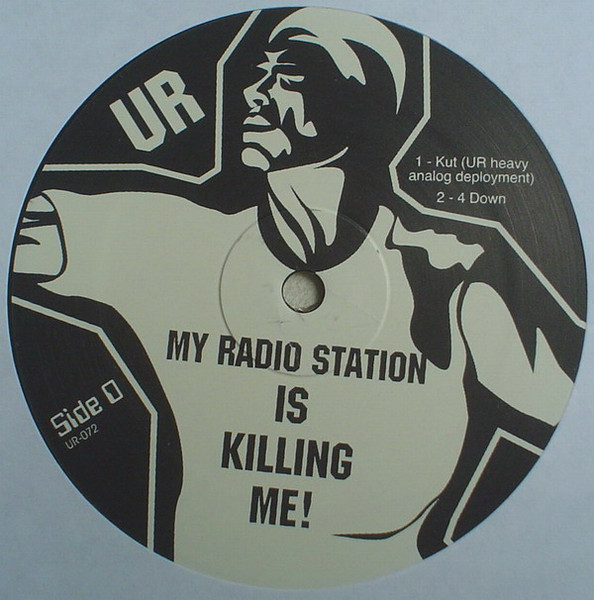 UR
1 - Kut (UR heavy
analog deployment)
2 - 4 Down
MY RADIO STATION
IS
KILLING
ME!
Side 0
UR-072